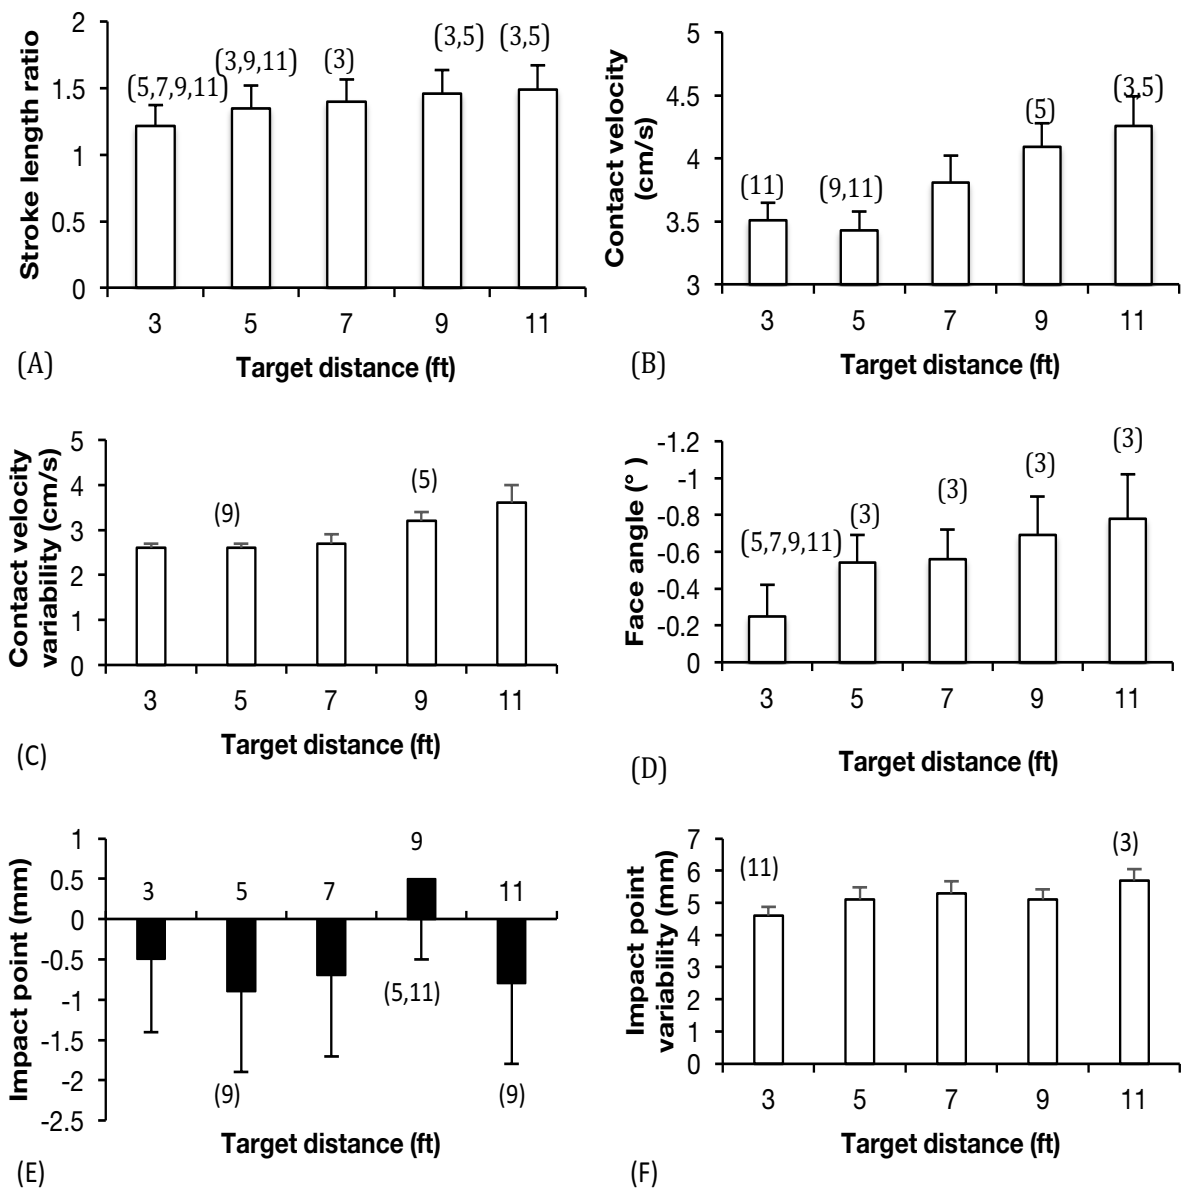 2
1.5
1
0.5
0
Stroke length ratio
(5,7,9,11)
(3,9,11)
(3)
(3,5)
(3,5)
3 5 7 9 11
Target distance (ft)
(A)
5
4.5
4
3.5
3
Contact velocity
(cm/s)
(11)
(9,11)
(5)
(3,5)
3 5 7 9 11
Target distance (ft)
(B)
5
4
3
2
1
0
Contact velocity
variability (cm/s)
(9)
(5)
3 5 7 9 11
Target distance (ft)
(C)
-1.2
-1
-0.8
-0.6
-0.4
-0.2
0
Face angle (° )
(5,7,9,11)
(3)
(3)
(3)
(3)
3 5 7 9 11
Target distance (ft)
(D)
1
0.5
0
-0.5
-1
-1.5
-2
-2.5
Impact point (mm)
3 5 7 9 11
(9)
(5,11)
(9)
Target distance (ft)
(E)
7
6
5
4
3
2
1
0
Impact point
variability (mm)
(11)
(3)
3 5 7 9 11
Target distance (ft)
(F)